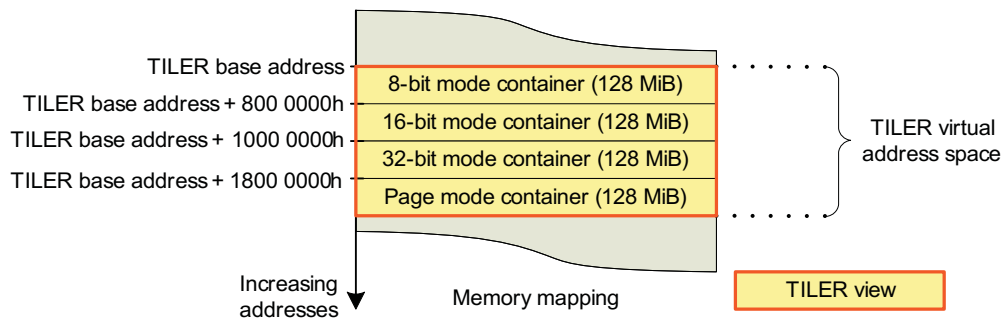 TILER base address
8-bit mode container (128 MiB)
TILER base address + 800 0000h
16-bit mode container (128 MiB)
TILER base address + 1000 0000h
32-bit mode container (128 MiB)
TILER base address + 1800 0000h
Page mode container (128 MiB)
TILER virtual
address space
Increasing
addresses
Memory mapping
TILER view